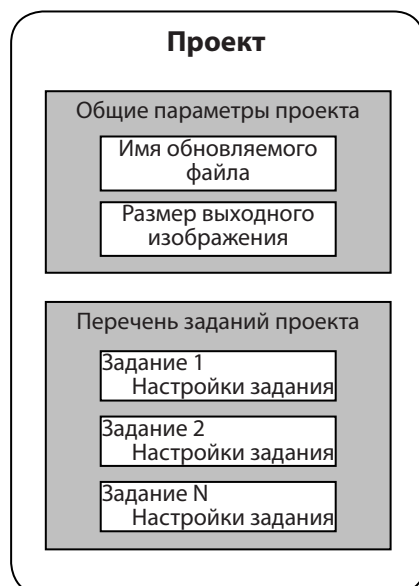 Проект
Общие параметры проекта
Имя обновляемого
файла
Размер выходного
изображения
Перечень заданий проекта
Задание 1
Настройки задания
Задание 2
Настройки задания
Задание N
Настройки задания